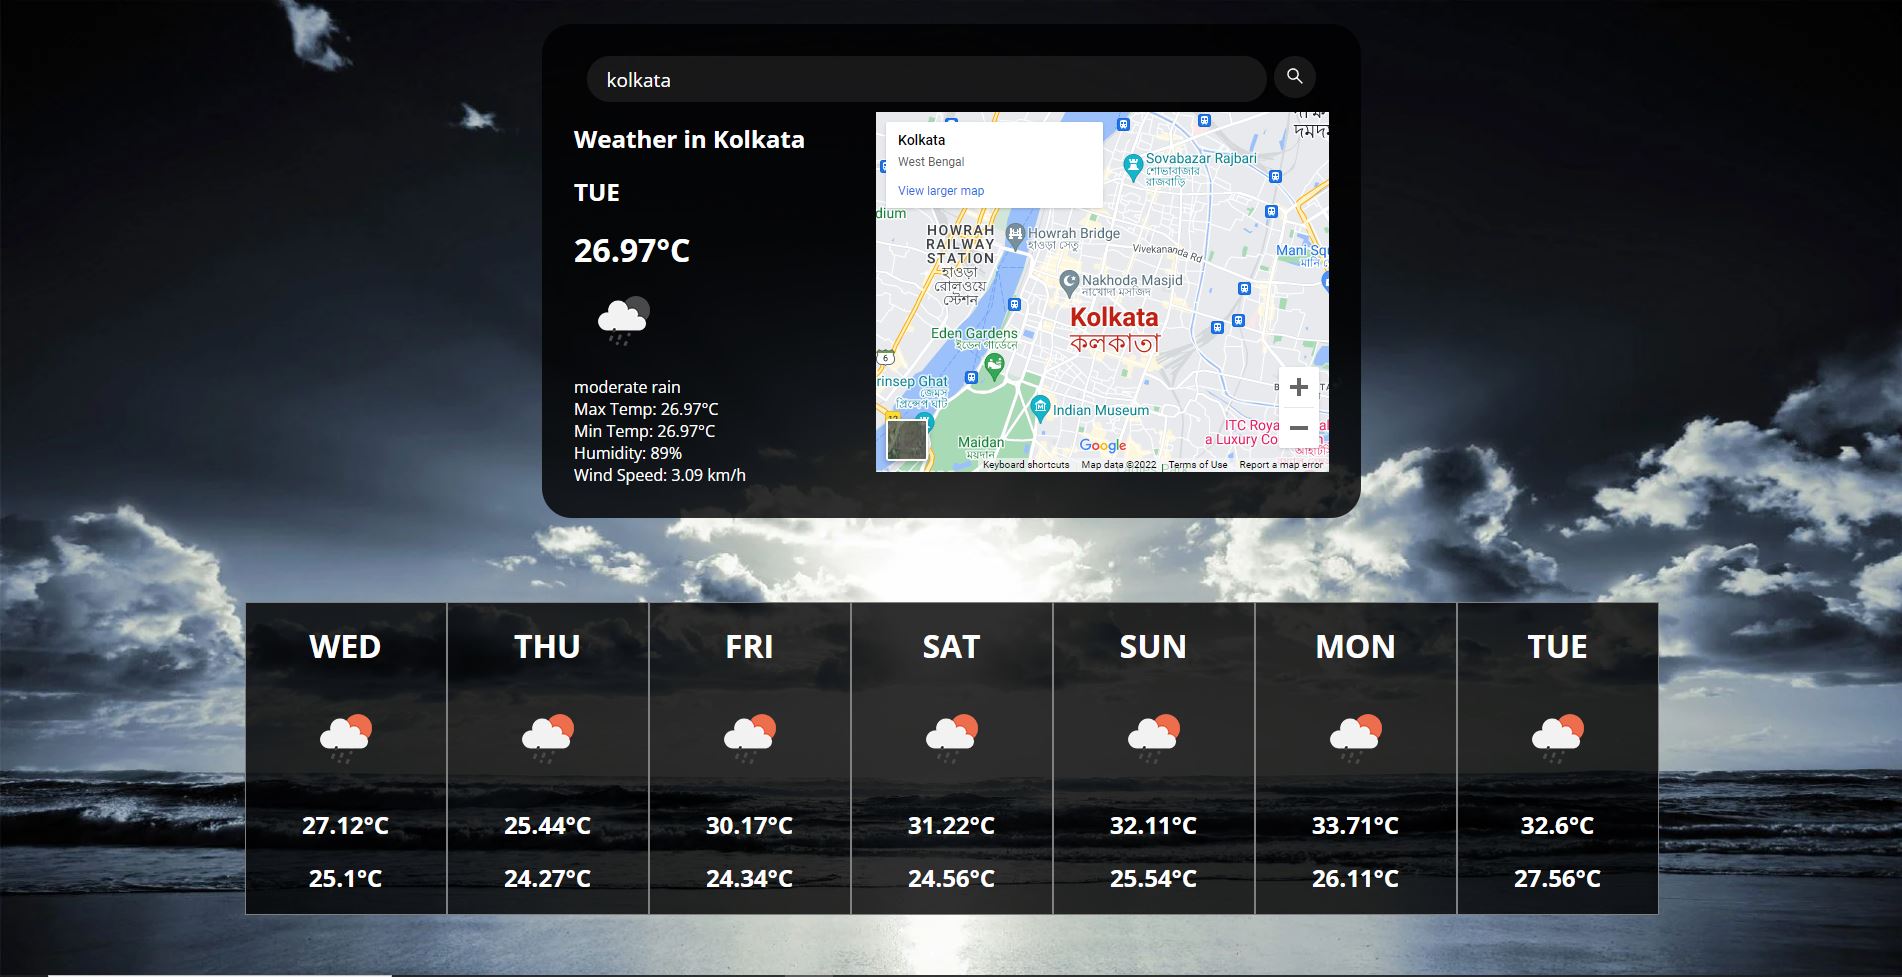 kolkata
Weather in Kolkata
TUE
26.97°C
moderate rain
Max Temp: 26.97°C
Min Temp: 26.97°C
Humidity: 89%
Wind Speed: 3.09 km/h
Kolkata
West Bengal
View larger map
দমদম
Sovabazar Rajbari
শোভাবাজার
রাজবাড়ি
dium
HOWRAH
RAILWAY
STATION
হাওড়া
রেলওয়ে
স্টেশন
Howrah Bridge
হাওড়া সেতু
Vivekananda Rd
Mani Squ
Nakhoda Masjid
নাখোদা মসজিদ
Kolkata
কলকাতা
Eden Gardens
ইডেন গার্ডেনে
6
rinsep Ghat
জেমস
প্রিন্সেপ ঘাট
12
Indian Museum
Maidan
ময়দান
ITC Roya
a Luxury Co
Google
Keyboard shortcuts Map data ©2022 Terms of Use Report a map error
WED THU FRI SAT SUN MON TUE
27.12°C 25.44°C 30.17°C 31.22°C 32.11°C 33.71°C 32.6°C
25.1°C 24.27°C 24.34°C 24.56°C 25.54°C 26.11°C 27.56°C